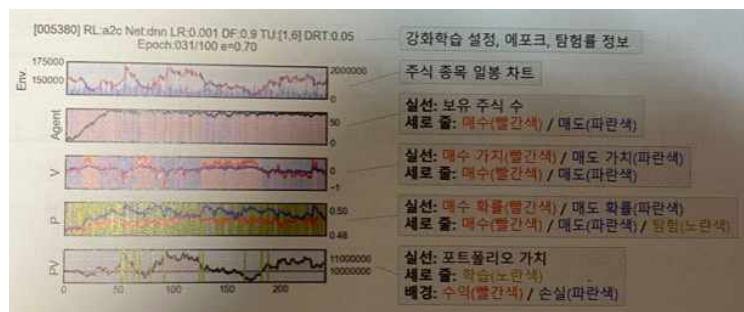 [005380] RL:a2c Net:dnn LR:0.001 DF:0.9 TU:[1,6] DRT:0.05
Epoch:031/100 e=0.70
강화학습 설정, 에포크, 탐험률 정보
Env.
175000
150000
2000000
0
주식 종목 일봉 차트
Agent
50
0
실선: 보유 주식 수
세로 줄: 매수(빨간색) / 매도(파란색)
V
0
−1
실선: 매수 가치(빨간색) / 매도 가치(파란색)
세로 줄: 매수(빨간색) / 매도(파란색)
P
0.50
0.48
실선: 매수 확률(빨간색) / 매도 확률(파란색)
세로 줄: 매수(빨간색) / 매도(파란색) / 탐험(노란색)
PV
11000000
10000000
실선: 포트폴리오 가치
세로 줄: 학습(노란색)
배경: 수익(빨간색) / 손실(파란색)
0 50 100 150 200